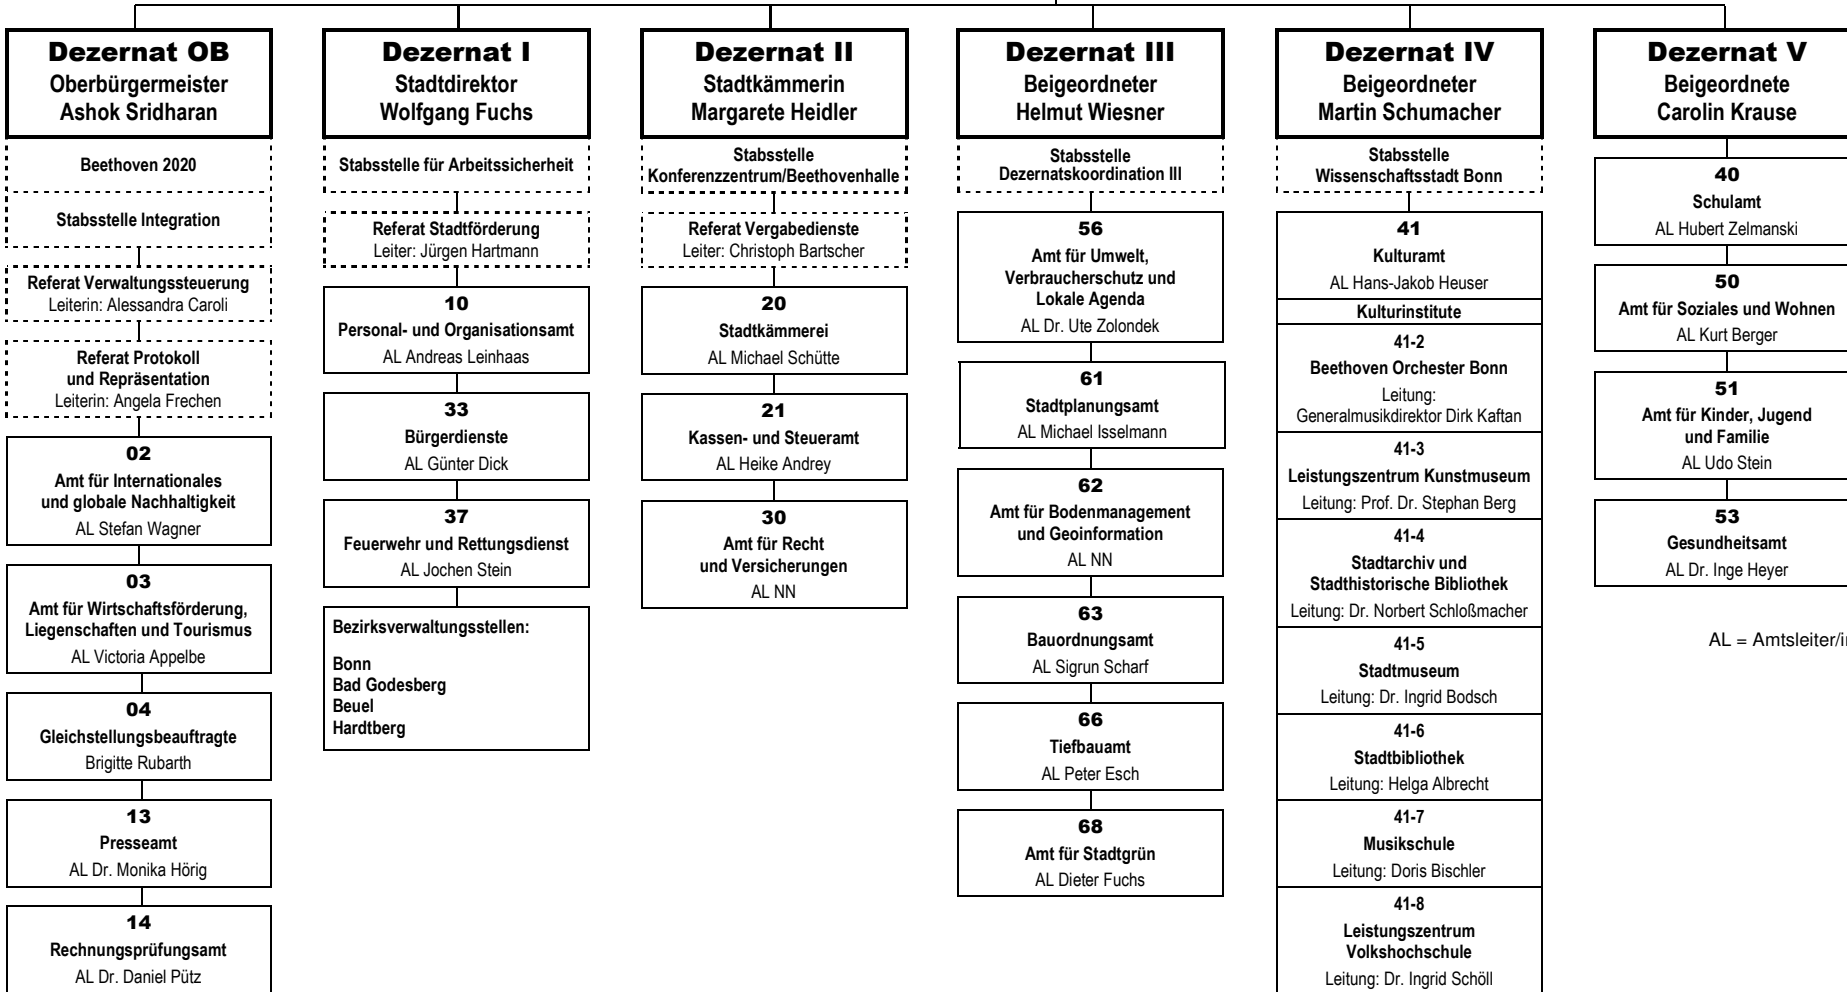 Dezernat OB
Oberbürgermeister
Ashok Sridharan
Beethoven 2020
Stabsstelle Integration
Referat Verwaltungssteuerung
Leiterin: Alessandra Caroli
Referat Protokoll
und Repräsentation
Leiterin: Angela Frechen
02
Amt für Internationales
und globale Nachhaltigkeit
AL Stefan Wagner
03
Amt für Wirtschaftsförderung,
Liegenschaften und Tourismus
AL Victoria Appelbe
04
Gleichstellungsbeauftragte
Brigitte Rubarth
13
Presseamt
AL Dr. Monika Hörig
14
Rechnungsprüfungsamt
AL Dr. Daniel Pütz
Dezernat I
Stadtdirektor
Wolfgang Fuchs
Stabsstelle für Arbeitssicherheit
Referat Stadtförderung
Leiter: Jürgen Hartmann
10
Personal- und Organisationsamt
AL Andreas Leinhaas
33
Bürgerdienste
AL Günter Dick
37
Feuerwehr und Rettungsdienst
AL Jochen Stein
Bezirksverwaltungsstellen:
Bonn
Bad Godesberg
Beuel
Hardtberg
Dezernat II
Stadtkämmerin
Margarete Heidler
Stabsstelle
Konferenzzentrum/Beethovenhalle
Referat Vergabedienste
Leiter: Christoph Bartscher
20
Stadtkämmerei
AL Michael Schütte
21
Kassen- und Steueramt
AL Heike Andrey
30
Amt für Recht
und Versicherungen
AL NN
Dezernat III
Beigeordneter
Helmut Wiesner
Stabsstelle
Dezernatskoordination III
56
Amt für Umwelt,
Verbraucherschutz und
Lokale Agenda
AL Dr. Ute Zolondek
61
Stadtplanungsamt
AL Michael Isselmann
62
Amt für Bodenmanagement
und Geoinformation
AL NN
63
Bauordnungsamt
AL Sigrun Scharf
66
Tiefbauamt
AL Peter Esch
68
Amt für Stadtgrün
AL Dieter Fuchs
Dezernat IV
Beigeordneter
Martin Schumacher
Stabsstelle
Wissenschaftsstadt Bonn
41
Kulturamt
AL Hans-Jakob Heuser
Kulturinstitute
41-2
Beethoven Orchester Bonn
Leitung:
Generalmusikdirektor Dirk Kaftan
41-3
Leistungszentrum Kunstmuseum
Leitung: Prof. Dr. Stephan Berg
41-4
Stadtarchiv und
Stadthistorische Bibliothek
Leitung: Dr. Norbert Schloßmacher
41-5
Stadtmuseum
Leitung: Dr. Ingrid Bodsch
41-6
Stadtbibliothek
Leitung: Helga Albrecht
41-7
Musikschule
Leitung: Doris Bischler
41-8
Leistungszentrum
Volkshochschule
Leitung: Dr. Ingrid Schöll
Dezernat V
Beigeordnete
Carolin Krause
40
Schulamt
AL Hubert Zelmanski
50
Amt für Soziales und Wohnen
AL Kurt Berger
51
Amt für Kinder, Jugend
und Familie
AL Udo Stein
53
Gesundheitsamt
AL Dr. Inge Heyer
AL = Amtsleiter/in